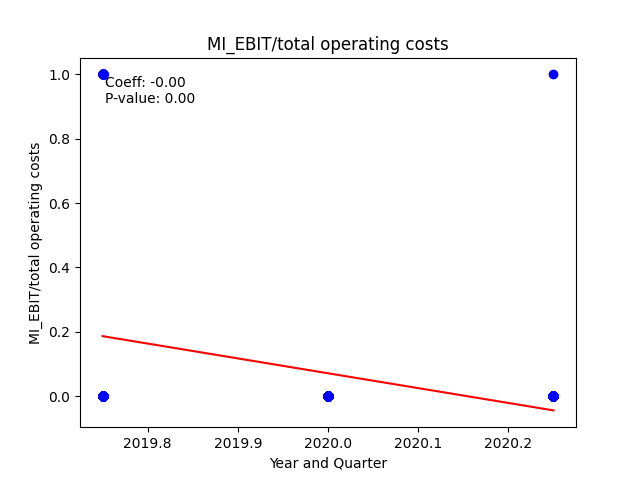 MI_EBIT/total operating costs
Coeff: -0.00
P-value: 0.00
MI_EBIT/total operating costs
1.0
0.8
0.6
0.4
0.2
0.0
2019.8 2019.9 2020.0 2020.1 2020.2
Year and Quarter